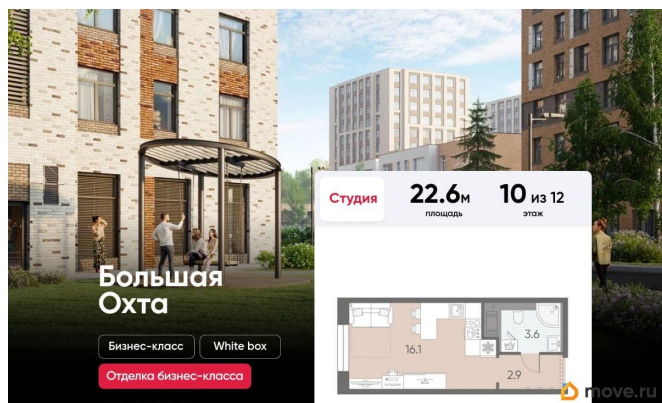 Студия
22.6м
площадь
10 из 12
этаж
Большая
Охта
Бизнес-класс
White box
Отделка бизнес-класса
16.1
3.6
2.9
move.ru